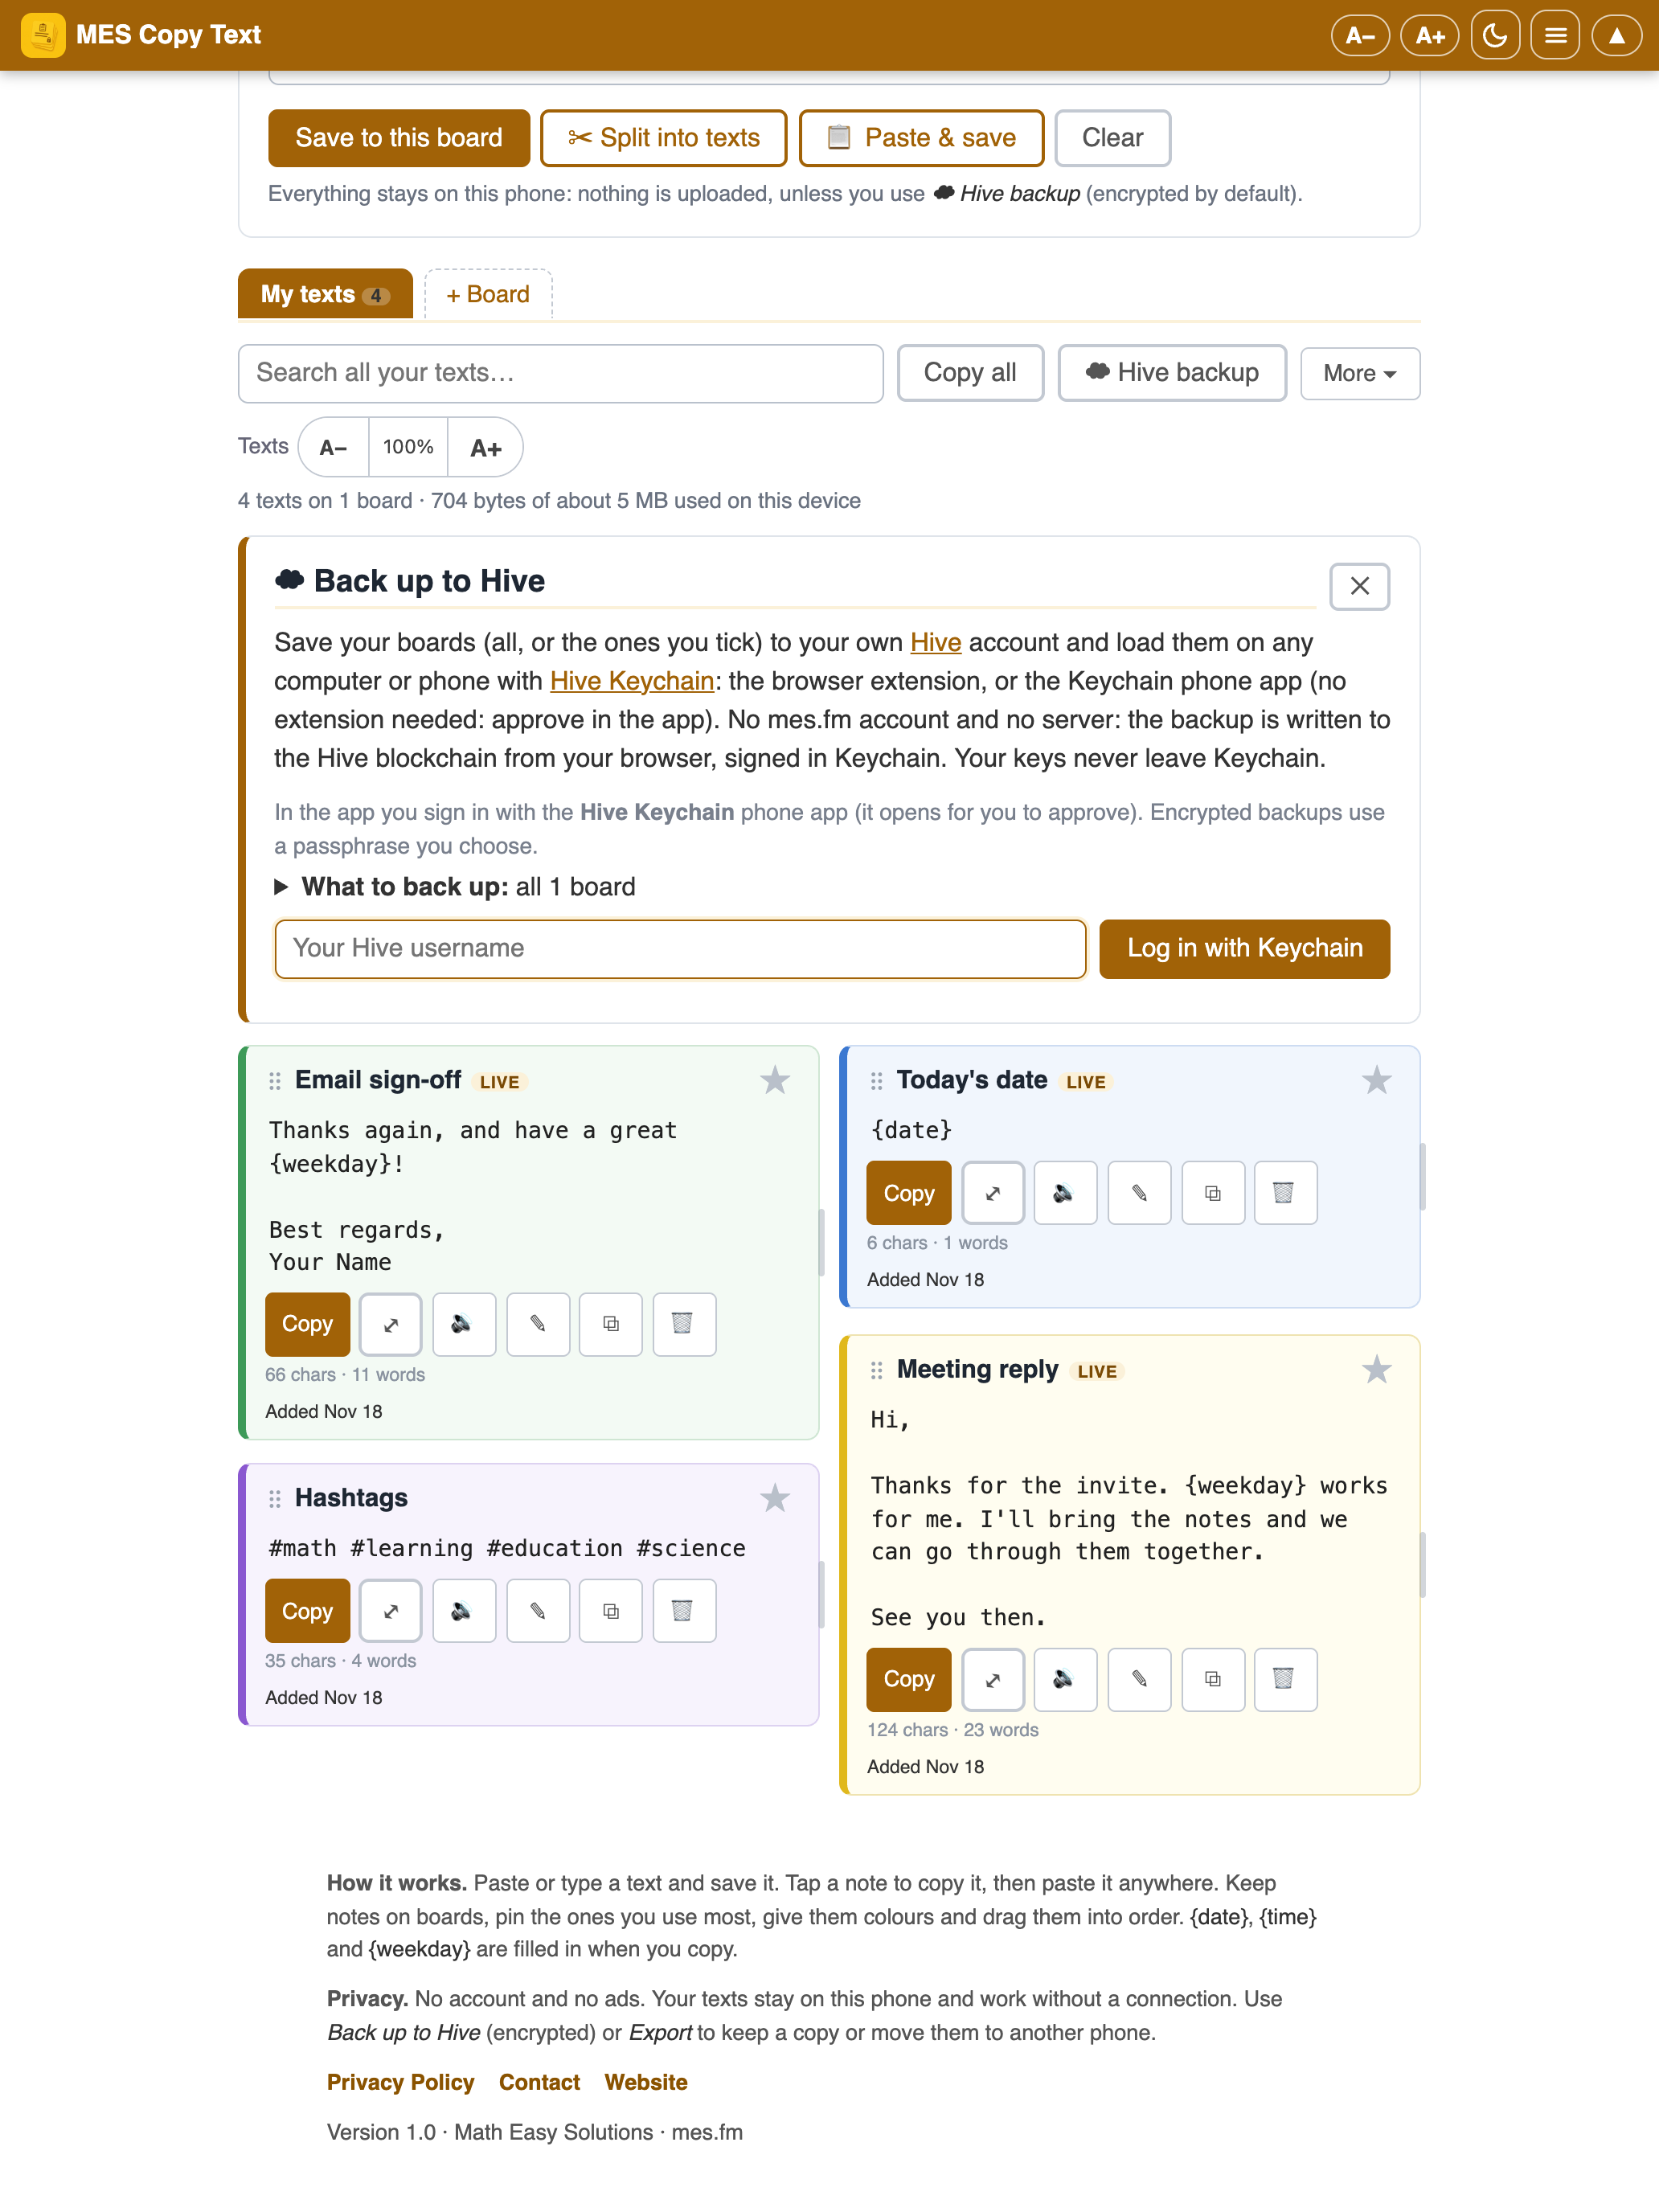 MES Copy Text
A− A+ ▲
Save to this board ✂ Split into texts 📋 Paste & save Clear
Everything stays on this phone: nothing is uploaded, unless you use ☁ Hive backup (encrypted by default).
My texts 4 + Board
Search all your texts… Copy all ☁ Hive backup More
Texts A− 100% A+
4 texts on 1 board · 704 bytes of about 5 MB used on this device
☁ Back up to Hive
Save your boards (all, or the ones you tick) to your own Hive account and load them on any
computer or phone with Hive Keychain: the browser extension, or the Keychain phone app (no
extension needed: approve in the app). No mes.fm account and no server: the backup is written to
the Hive blockchain from your browser, signed in Keychain. Your keys never leave Keychain.
In the app you sign in with the Hive Keychain phone app (it opens for you to approve). Encrypted backups use
a passphrase you choose.
What to back up: all 1 board
Your Hive username Log in with Keychain
Email sign-off LIVE
Thanks again, and have a great
{weekday}!
Best regards,
Your Name
Copy
66 chars · 11 words
Added Nov 18
Hashtags
#math #learning #education #science
Copy
35 chars · 4 words
Added Nov 18
Today's date LIVE
{date}
Copy
6 chars · 1 words
Added Nov 18
Meeting reply LIVE
Hi,
Thanks for the invite. {weekday} works
for me. I'll bring the notes and we
can go through them together.
See you then.
Copy
124 chars · 23 words
Added Nov 18
How it works. Paste or type a text and save it. Tap a note to copy it, then paste it anywhere. Keep
notes on boards, pin the ones you use most, give them colours and drag them into order. {date}, {time}
and {weekday} are filled in when you copy.
Privacy. No account and no ads. Your texts stay on this phone and work without a connection. Use
Back up to Hive (encrypted) or Export to keep a copy or move them to another phone.
Privacy Policy Contact Website
Version 1.0 · Math Easy Solutions · mes.fm